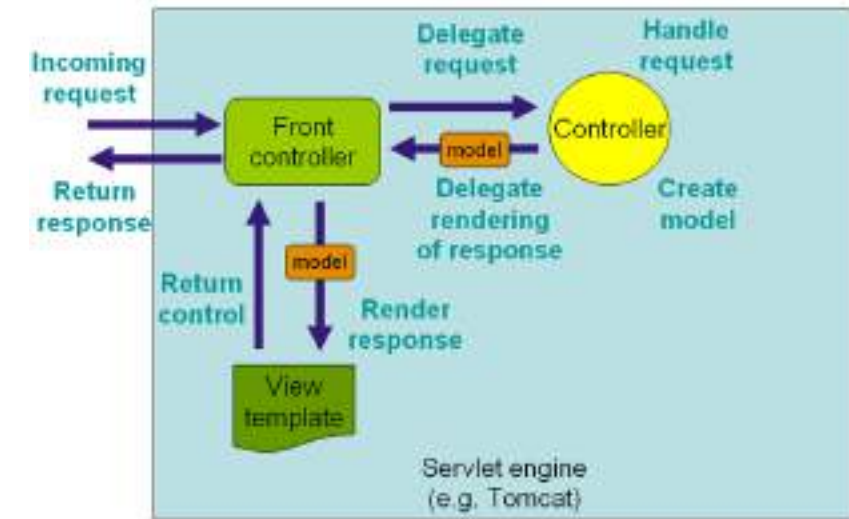 Incoming
request
Return
response
Front
controller
Delegate
request
Handle
request
Controller
model
Delegate
rendering
of response
Create
model
Return
control
model
Render
response
View
template
Servlet engine
(e.g. Tomcat)